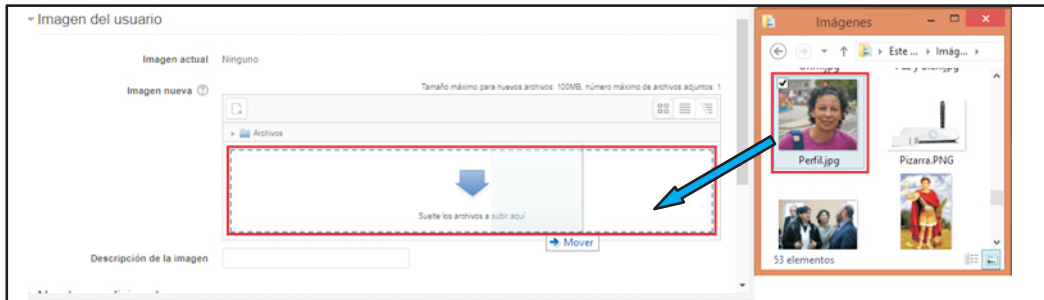 Imagen del usuario
Imagen actual Ninguno
Imagen nueva
Tamaño máximo para nuevos archivos: 100MB, número máximo de archivos adjuntos: 1
Archivos
Suelte los archivos a subir aquí
Mover
Descripción de la imagen
Imágenes
Este ... Imág...
Perfil.jpg
Pizarra.PNG
53 elementos